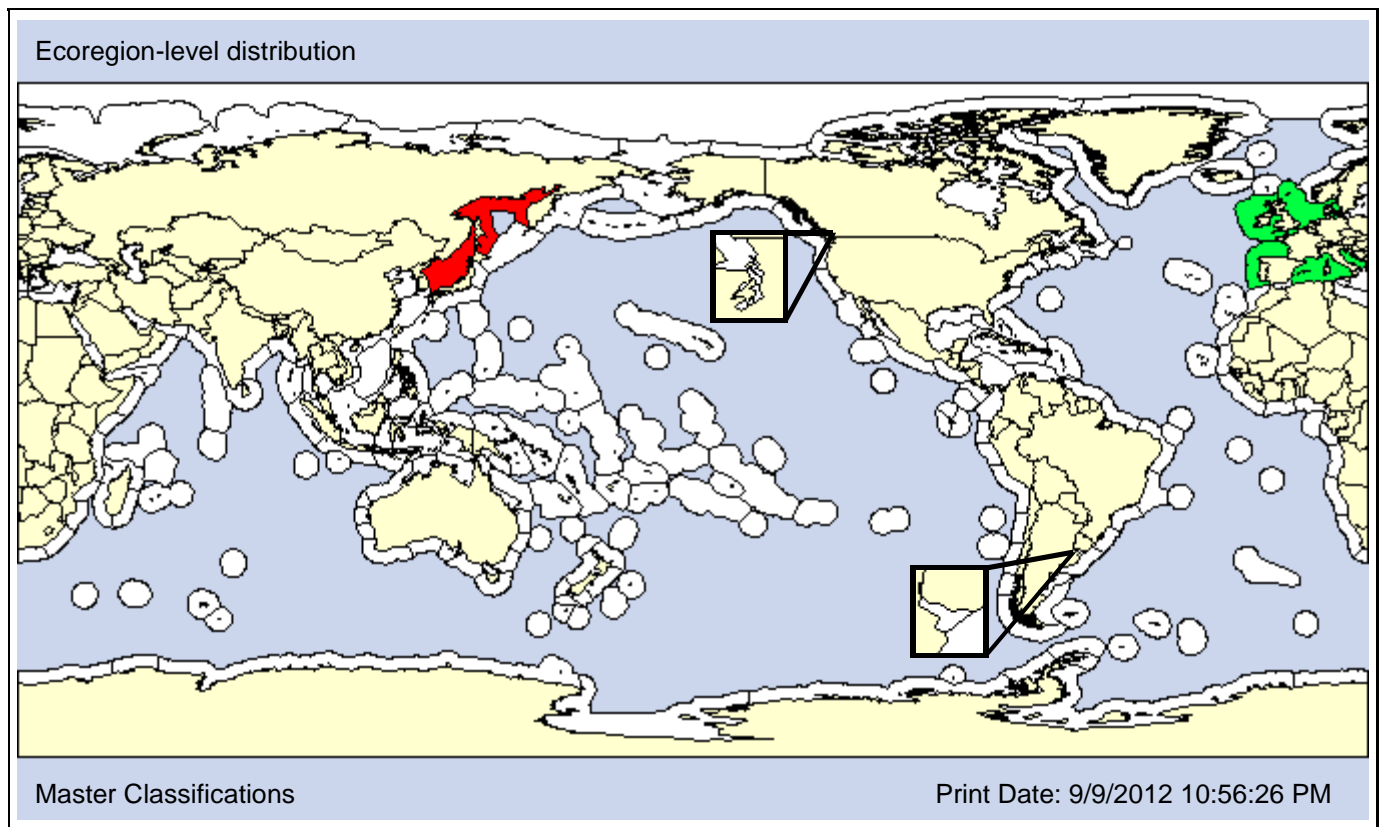 Ecoregion-level distribution
Master Classifications
Print Date: 9/9/2012 10:56:26 PM